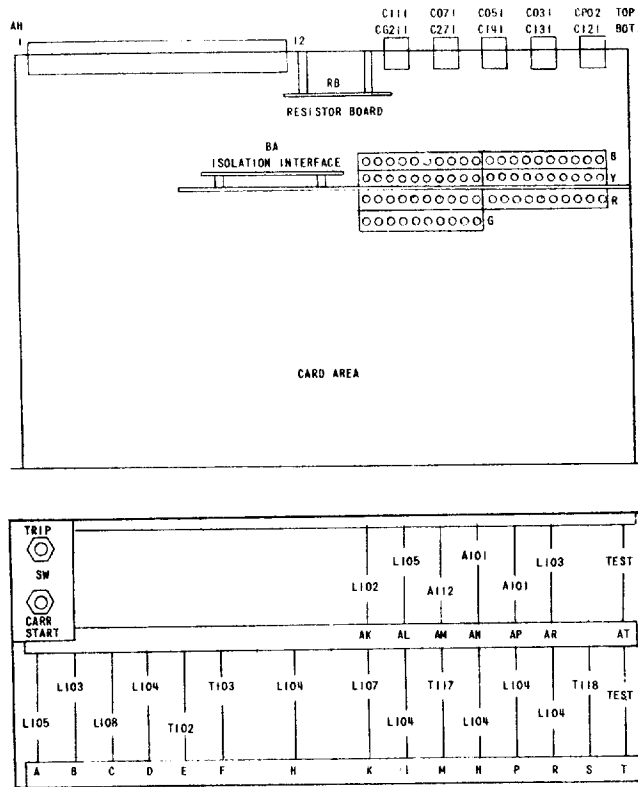 C111 C071 C051 C031 CP02 TOP
AH CG211 C271 C141 C131 C121 BOT
1 12
RB
RESISTOR BOARD
BA
ISOLATION INTERFACE
B
Y
R
G
CARD AREA
TRIP
SW
CARR
START
L105 A101 L103 TEST
L102 A112 A101
AK AL AM AN AP AR AT
L103 L104 T103 L104 L107 T117 L104 T118
L105 L108 T102 L104 L104 L104 TEST
A B C D E F H K L M N P R S T